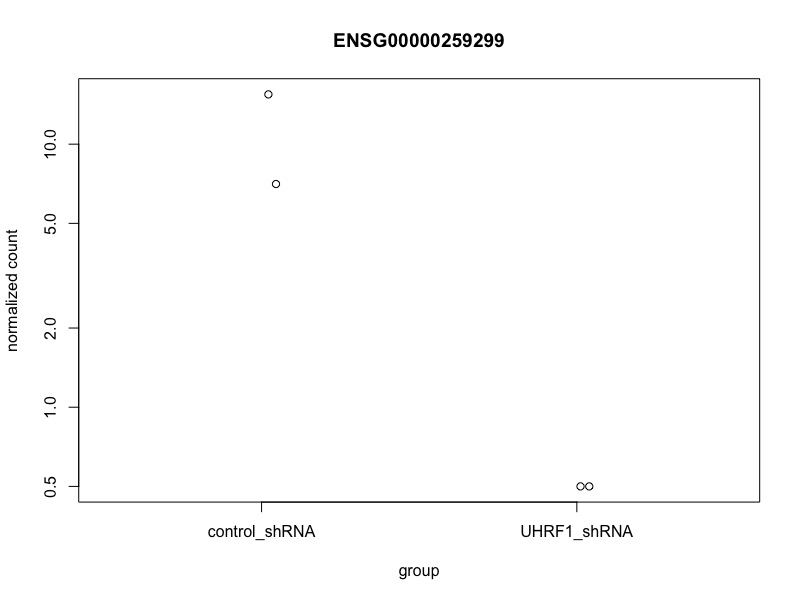 ENSG00000259299
normalized count
10.0
5.0
2.0
1.0
0.5
control_shRNA
UHRF1_shRNA
group